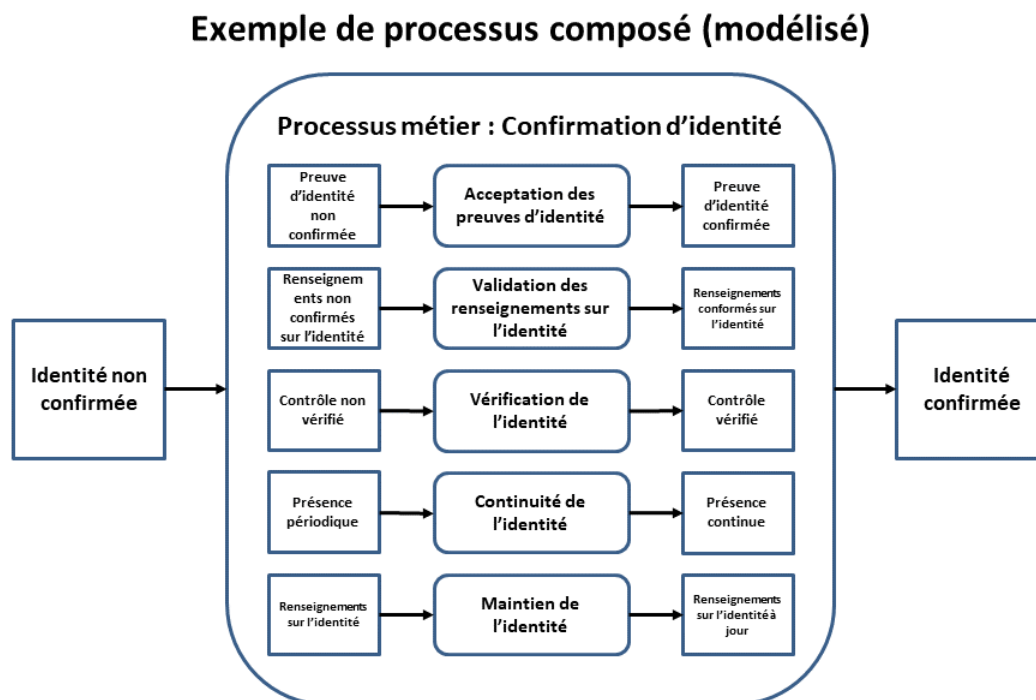 Exemple de processus composé (modélisé)
Processus métier : Confirmation d’identité
Identité non
confirmée
Preuve
d’identité
non
confirmée
Acceptation des
preuves d’identité
Preuve
d’identité
confirmée
Renseignem
ents non
confirmés
sur l’identité
Validation des
renseignements sur
l’identité
Renseignements
conformés sur
l’identité
Contrôle non
vérifié
Vérification de
l’identité
Contrôle
vérifié
Présence
périodique
Continuité de
l’identité
Présence
continue
Renseignements
sur l’identité
Maintien de
l’identité
Renseignements
sur l’identité à
jour
Identité
confirmée